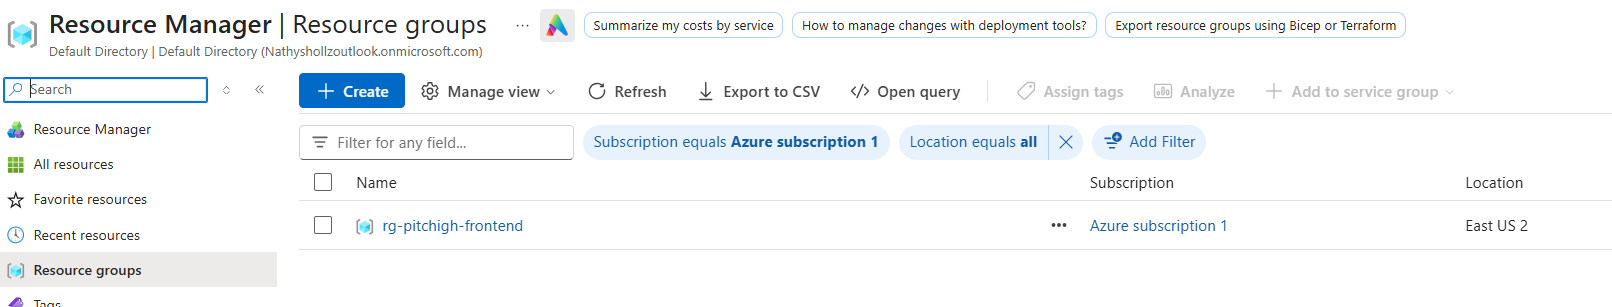 Resource Manager | Resource groups ...
Default Directory | Default Directory (Nathyshollzoutlook.onmicrosoft.com)
Summarize my costs by service
How to manage changes with deployment tools?
Export resource groups using Bicep or Terraform
Search
Resource Manager
All resources
Favorite resources
Recent resources
Resource groups
Tags
Create
Manage view
Refresh
Export to CSV
Open query
Assign tags
Analyze
Add to service group
Filter for any field...
Subscription equals Azure subscription 1
Location equals all
Add Filter
Name Subscription Location
rg-pitchigh-frontend ••• Azure subscription 1 East US 2